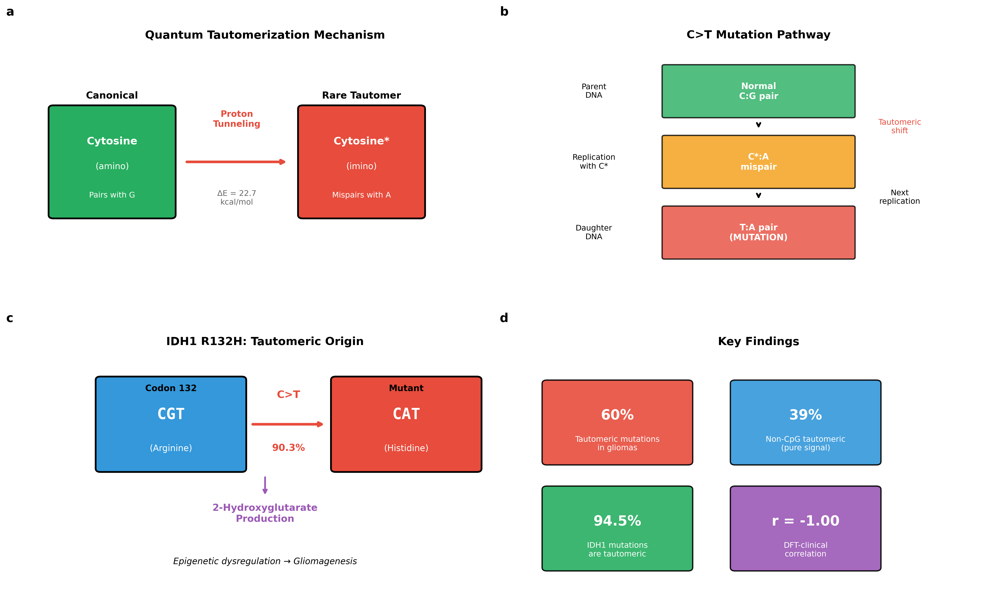 a
Quantum Tautomerization Mechanism
Canonical
Cytosine
(amino)
Pairs with G
Proton
Tunneling
ΔE = 22.7
kcal/mol
Rare Tautomer
Cytosine*
(imino)
Mispairs with A
b
C>T Mutation Pathway
Parent
DNA
Normal
C:G pair
Tautomeric
shift
Replication
with C*
C*:A
mispair
Next
replication
Daughter
DNA
T:A pair
(MUTATION)
c
IDH1 R132H: Tautomeric Origin
Codon 132
CGT
(Arginine)
C>T
90.3%
Mutant
CAT
(Histidine)
2-Hydroxyglutarate
Production
Epigenetic dysregulation → Gliomagenesis
d
Key Findings
60%
Tautomeric mutations
in gliomas
39%
Non-CpG tautomeric
(pure signal)
94.5%
IDH1 mutations
are tautomeric
r = -1.00
DFT-clinical
correlation